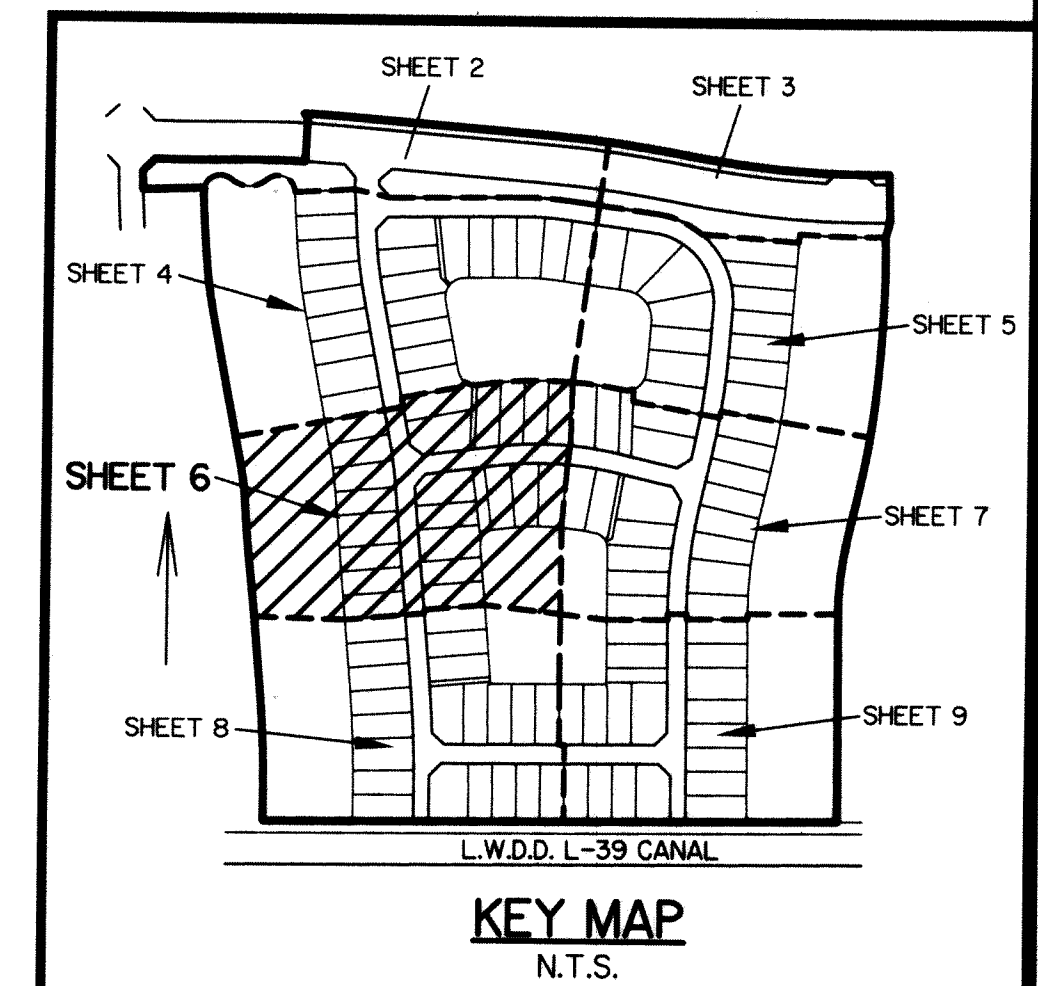 SHEET 2
SHEET 3
SHEET 4
SHEET 5
SHEET 6
SHEET 7
SHEET 8
SHEET 9
L.W.D.D. L-39 CANAL
KEY MAP
N.T.S.